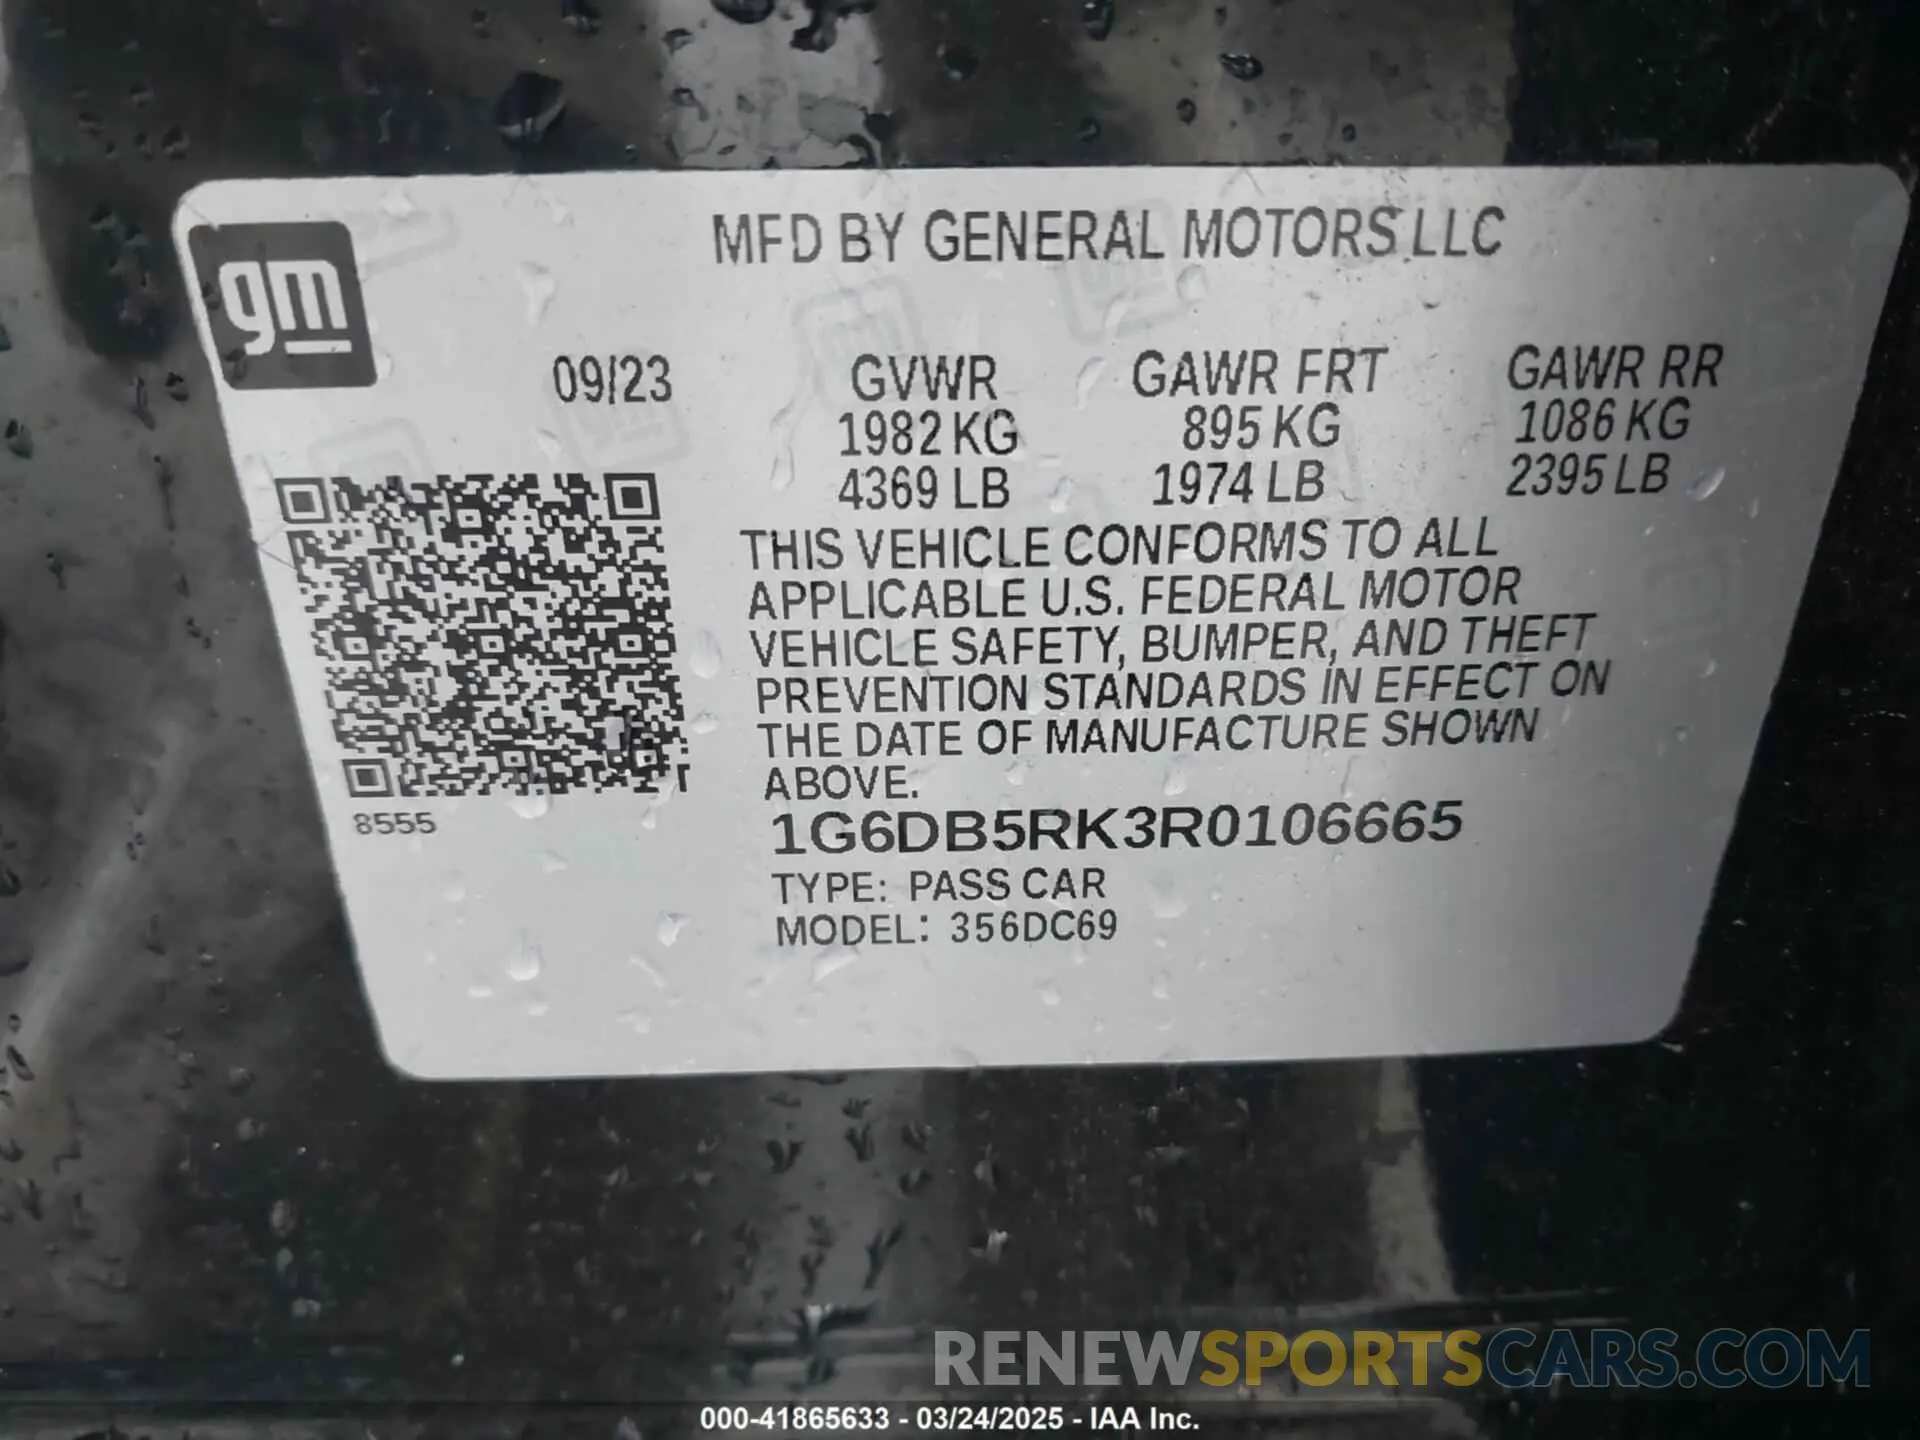 gm
MFD BY GENERAL MOTORS LLC
09/23 GVWR GAWR FRT GAWR RR
1982 KG 895 KG 1086 KG
4369 LB 1974 LB 2395 LB
THIS VEHICLE CONFORMS TO ALL
APPLICABLE U.S. FEDERAL MOTOR
VEHICLE SAFETY, BUMPER, AND THEFT
PREVENTION STANDARDS IN EFFECT ON
THE DATE OF MANUFACTURE SHOWN
ABOVE.
8555
1G6DB5RK3R0106665
TYPE: PASS CAR
MODEL: 356DC69
RENEWSPORTSCARS.COM
000-41865633 - 03/24/2025 - IAA Inc.